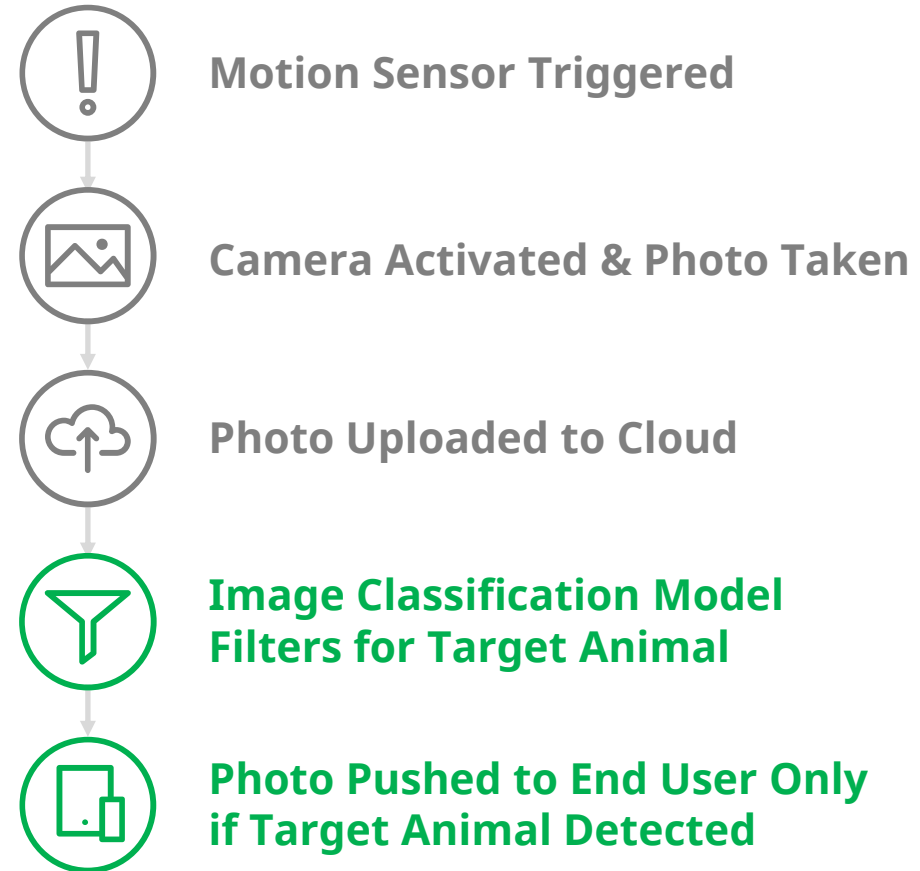 Motion Sensor Triggered
Camera Activated & Photo Taken
Photo Uploaded to Cloud
Image Classification Model
Filters for Target Animal
Photo Pushed to End User Only
if Target Animal Detected